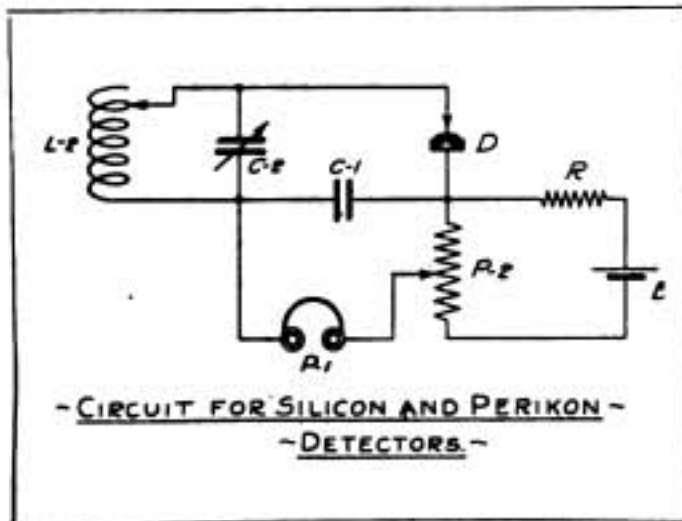 L-2
C-2
C-1
D
R
P-2
P.1
~ CIRCUIT FOR SILICON AND PERIKON ~
~ DETECTORS. ~